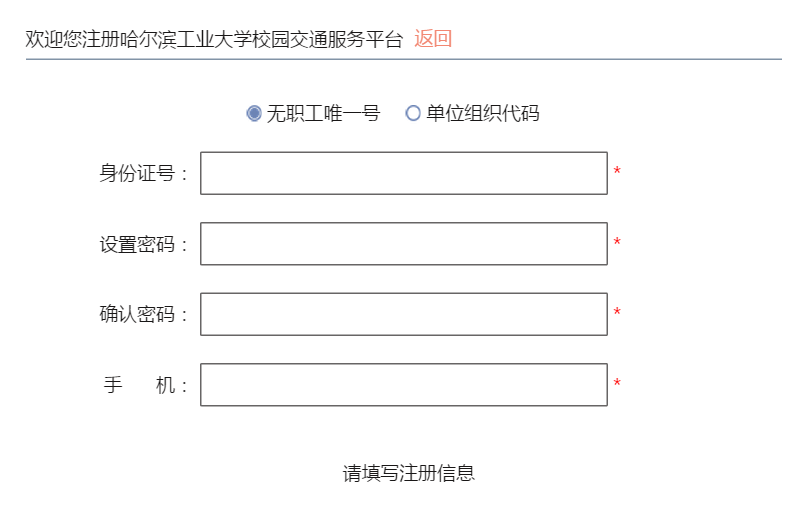 欢迎您注册哈尔滨工业大学校园交通服务平台 返回
无职工唯一号 单位组织代码
身份证号： *
设置密码： *
确认密码： *
手 机： *
请填写注册信息